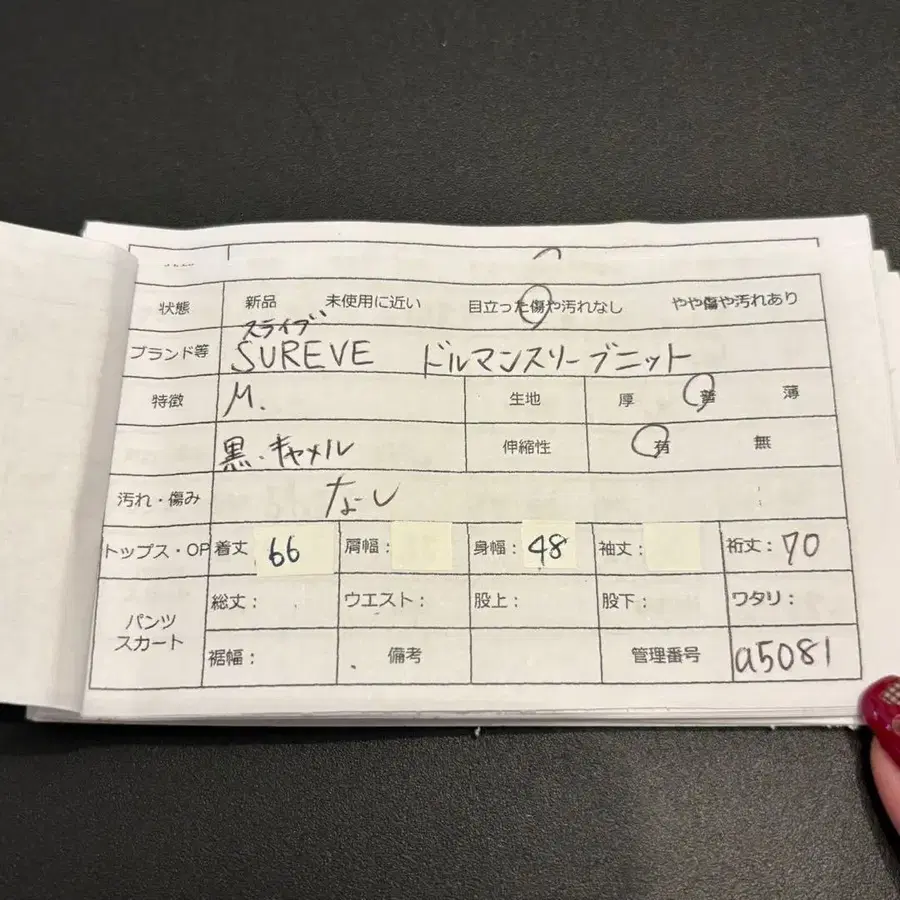 状態 新品 未使用に近い 目立った傷や汚れなし やや傷や汚れあり
スライブ
ブランド等 SUREVE ドルマンスリーブニット
特徴 M. 生地 厚 普 薄
黒.キャメル 伸縮性 有 無
汚れ・傷み なし
トップス・OP 着丈 66 肩幅: 身幅: 48 袖丈: 裄丈: 70
パンツ 総丈: ウエスト: 股上: 股下: ワタリ:
スカート
裾幅: 備考 管理番号 a5081